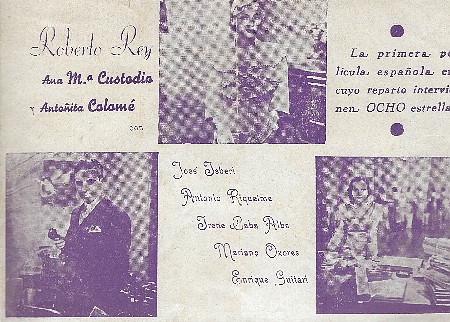 Roberto Rey
Ana M.ª Custodio
y Antoñita Colomé
con
La primera pe
lícula española en
cuyo reparto intervie
nen OCHO estrella
José Isbert
Antonio Riquelme
Irene Caba Alba
Mariano Ozores
Enrique Guitart